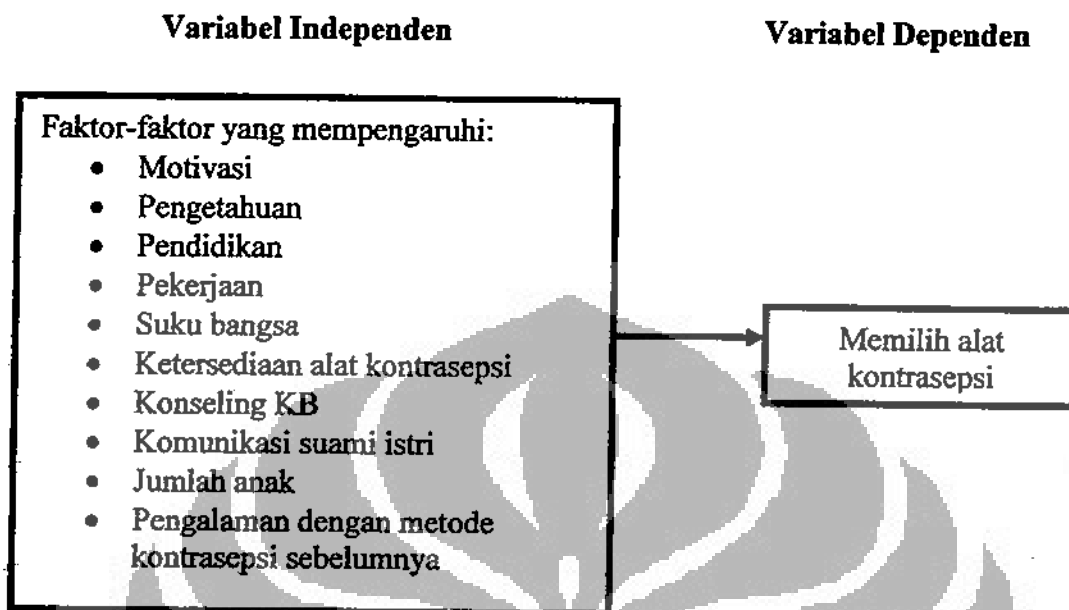 Variabel Independen
Variabel Dependen
Faktor-faktor yang mempengaruhi:
• Motivasi
• Pengetahuan
• Pendidikan
• Pekerjaan
• Suku bangsa
• Ketersediaan alat kontrasepsi
• Konseling KB
• Komunikasi suami istri
• Jumlah anak
• Pengalaman dengan metode
kontrasepsi sebelumnya
Memilih alat
kontrasepsi